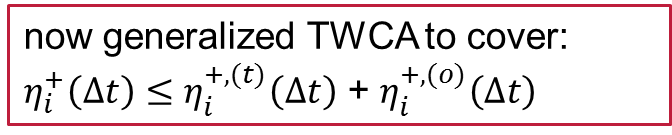 now generalized TWCA to cover:
η_i^+(Δt) ≤ η_i^{+,(t)}(Δt) + η_i^{+,(o)}(Δt)